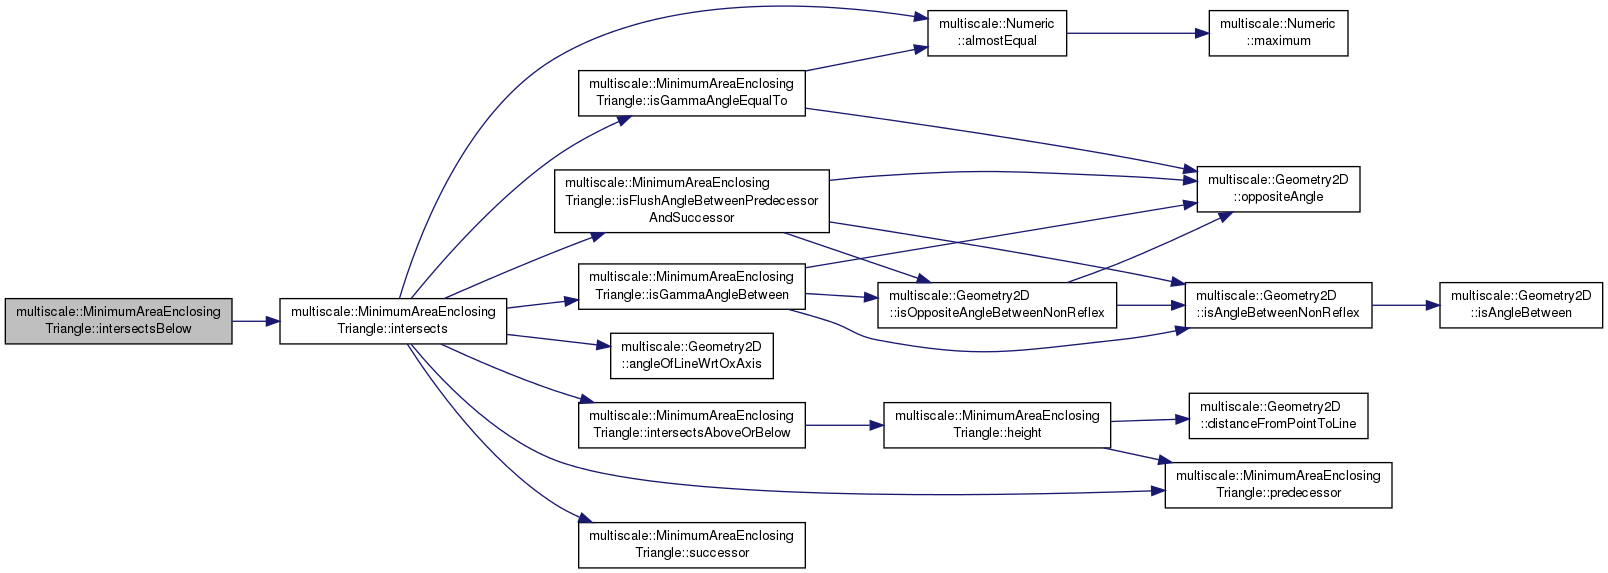 multiscale::MinimumAreaEnclosing
Triangle::intersectsBelow
multiscale::MinimumAreaEnclosing
Triangle::intersects
multiscale::Numeric
::almostEqual
multiscale::Numeric
::maximum
multiscale::MinimumAreaEnclosing
Triangle::isGammaAngleEqualTo
multiscale::MinimumAreaEnclosing
Triangle::isFlushAngleBetweenPredecessor
AndSuccessor
multiscale::Geometry2D
::oppositeAngle
multiscale::MinimumAreaEnclosing
Triangle::isGammaAngleBetween
multiscale::Geometry2D
::isOppositeAngleBetweenNonReflex
multiscale::Geometry2D
::isAngleBetweenNonReflex
multiscale::Geometry2D
::isAngleBetween
multiscale::Geometry2D
::angleOfLineWrtOxAxis
multiscale::MinimumAreaEnclosing
Triangle::intersectsAboveOrBelow
multiscale::MinimumAreaEnclosing
Triangle::height
multiscale::Geometry2D
::distanceFromPointToLine
multiscale::MinimumAreaEnclosing
Triangle::predecessor
multiscale::MinimumAreaEnclosing
Triangle::successor